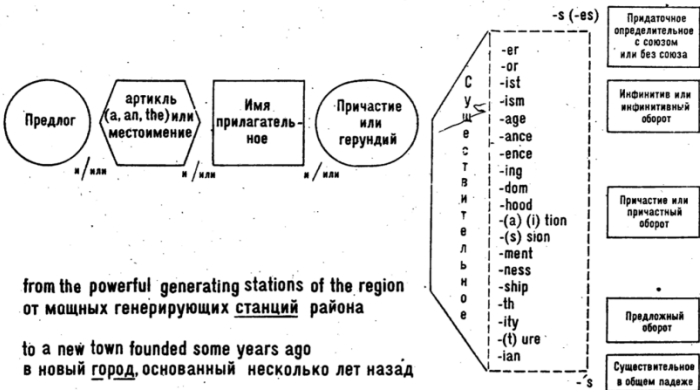 Предлог
артикль
(a, an, the) или
местоимение
Имя
прилагатель-
ное
Причастие
или
герундий
и/или
и/или
и/или
Существительное
-s (-es)
-er
-or
-ist
-ism
-age
-ance
-ence
-ing
-dom
-hood
-(a) (i) tion
-(s) sion
-ment
-ness
-ship
-th
-ity
-(t) ure
-ian
-'s
Придаточное
определительное
с союзом
или без союза
Инфинитив или
инфинитивный
оборот
Причастие или
причастный
оборот
Предложный
оборот
Существительное
в общем падеже
from the powerful generating stations of the region
от мощных генерирующих станций района
to a new town founded some years ago
в новый город, основанный несколько лет назад